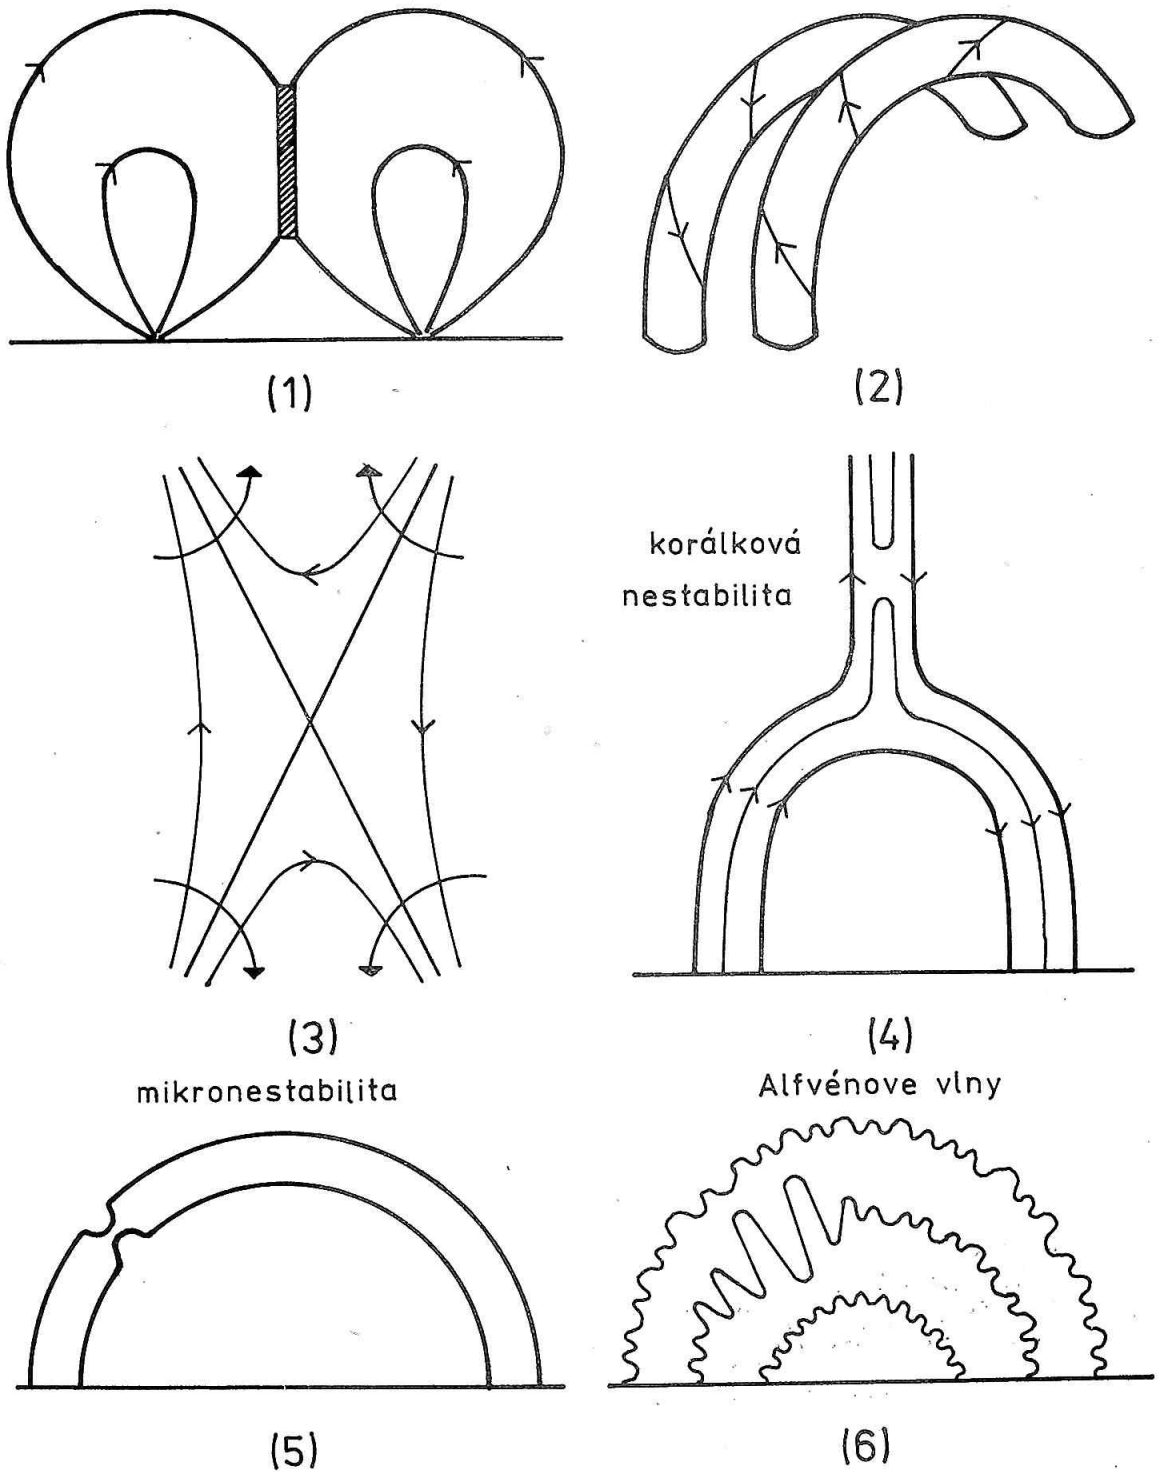 (1)
(2)
korálková
nestabilita
(3)
(4)
mikronestabilita
Alfvénove vlny
(5)
(6)